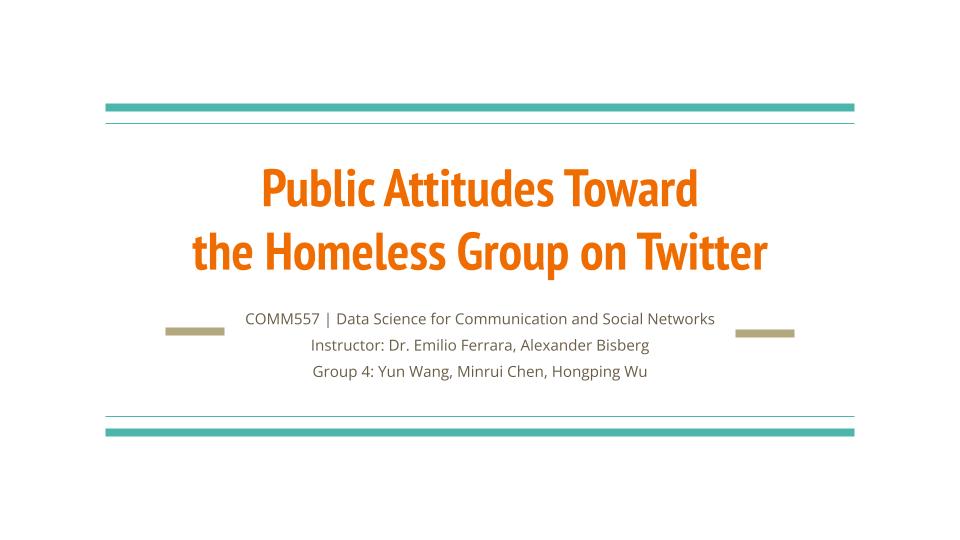 Public Attitudes Toward
the Homeless Group on Twitter
COMM557 | Data Science for Communication and Social Networks
Instructor: Dr. Emilio Ferrara, Alexander Bisberg
Group 4: Yun Wang, Minrui Chen, Hongping Wu